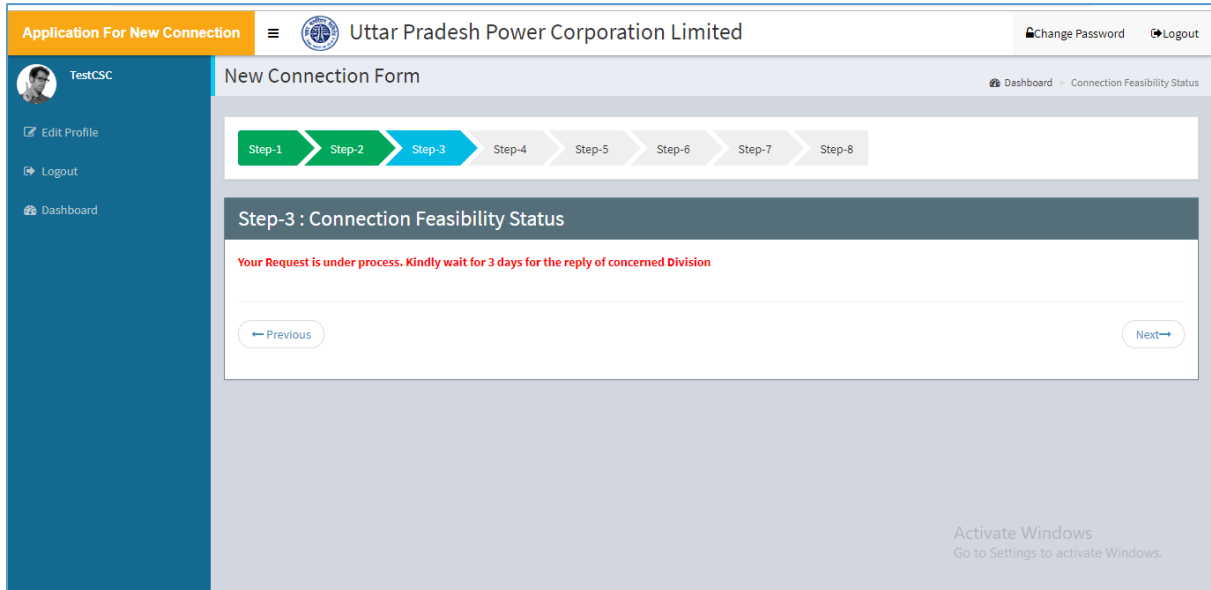 Application For New Connection
Uttar Pradesh Power Corporation Limited
Change Password
Logout
TestCSC
Edit Profile
Logout
Dashboard
New Connection Form
Dashboard > Connection Feasibility Status
Step-1 Step-2 Step-3 Step-4 Step-5 Step-6 Step-7 Step-8
Step-3 : Connection Feasibility Status
Your Request is under process. Kindly wait for 3 days for the reply of concerned Division
← Previous
Next→
Activate Windows
Go to Settings to activate Windows.